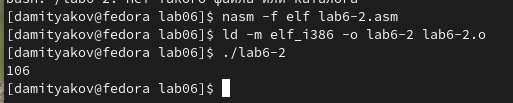 bash: ./lab6-2: Нет такого файла или каталога
[damityakov@fedora lab06]$ nasm -f elf lab6-2.asm
[damityakov@fedora lab06]$ ld -m elf_i386 -o lab6-2 lab6-2.o
[damityakov@fedora lab06]$ ./lab6-2
106
[damityakov@fedora lab06]$